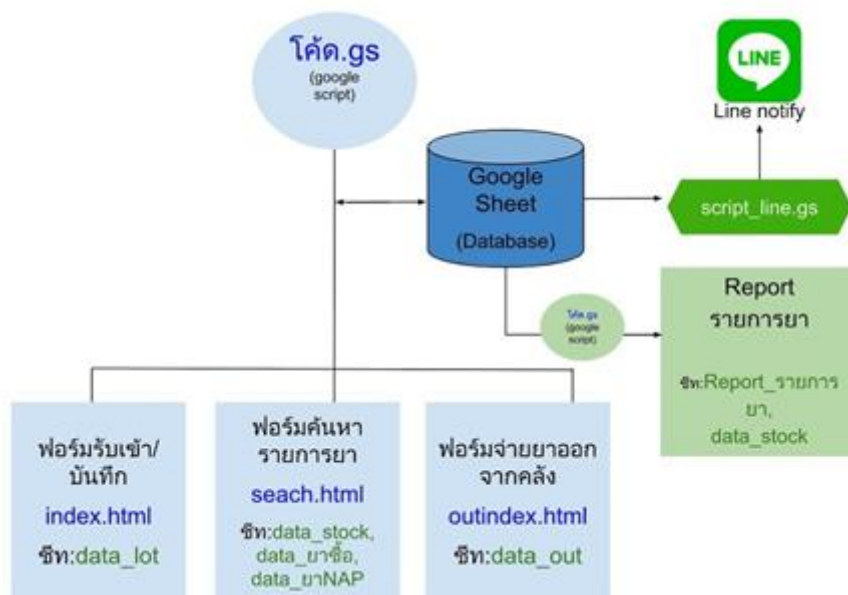 โค้ด.gs
(google
script)
LINE
Line notify
Google
Sheet
(Database)
script_line.gs
โค้ด.gs
(google
script)
Report
รายการยา
ชีท:Report_รายการ
ยา,
data_stock
ฟอร์มรับเข้า/
บันทึก
index.html
ชีท:data_lot
ฟอร์มค้นหา
รายการยา
seach.html
ชีท:data_stock,
data_ยาซื้อ,
data_ยาNAP
ฟอร์มจ่ายยาออก
จากคลัง
outindex.html
ชีท:data_out